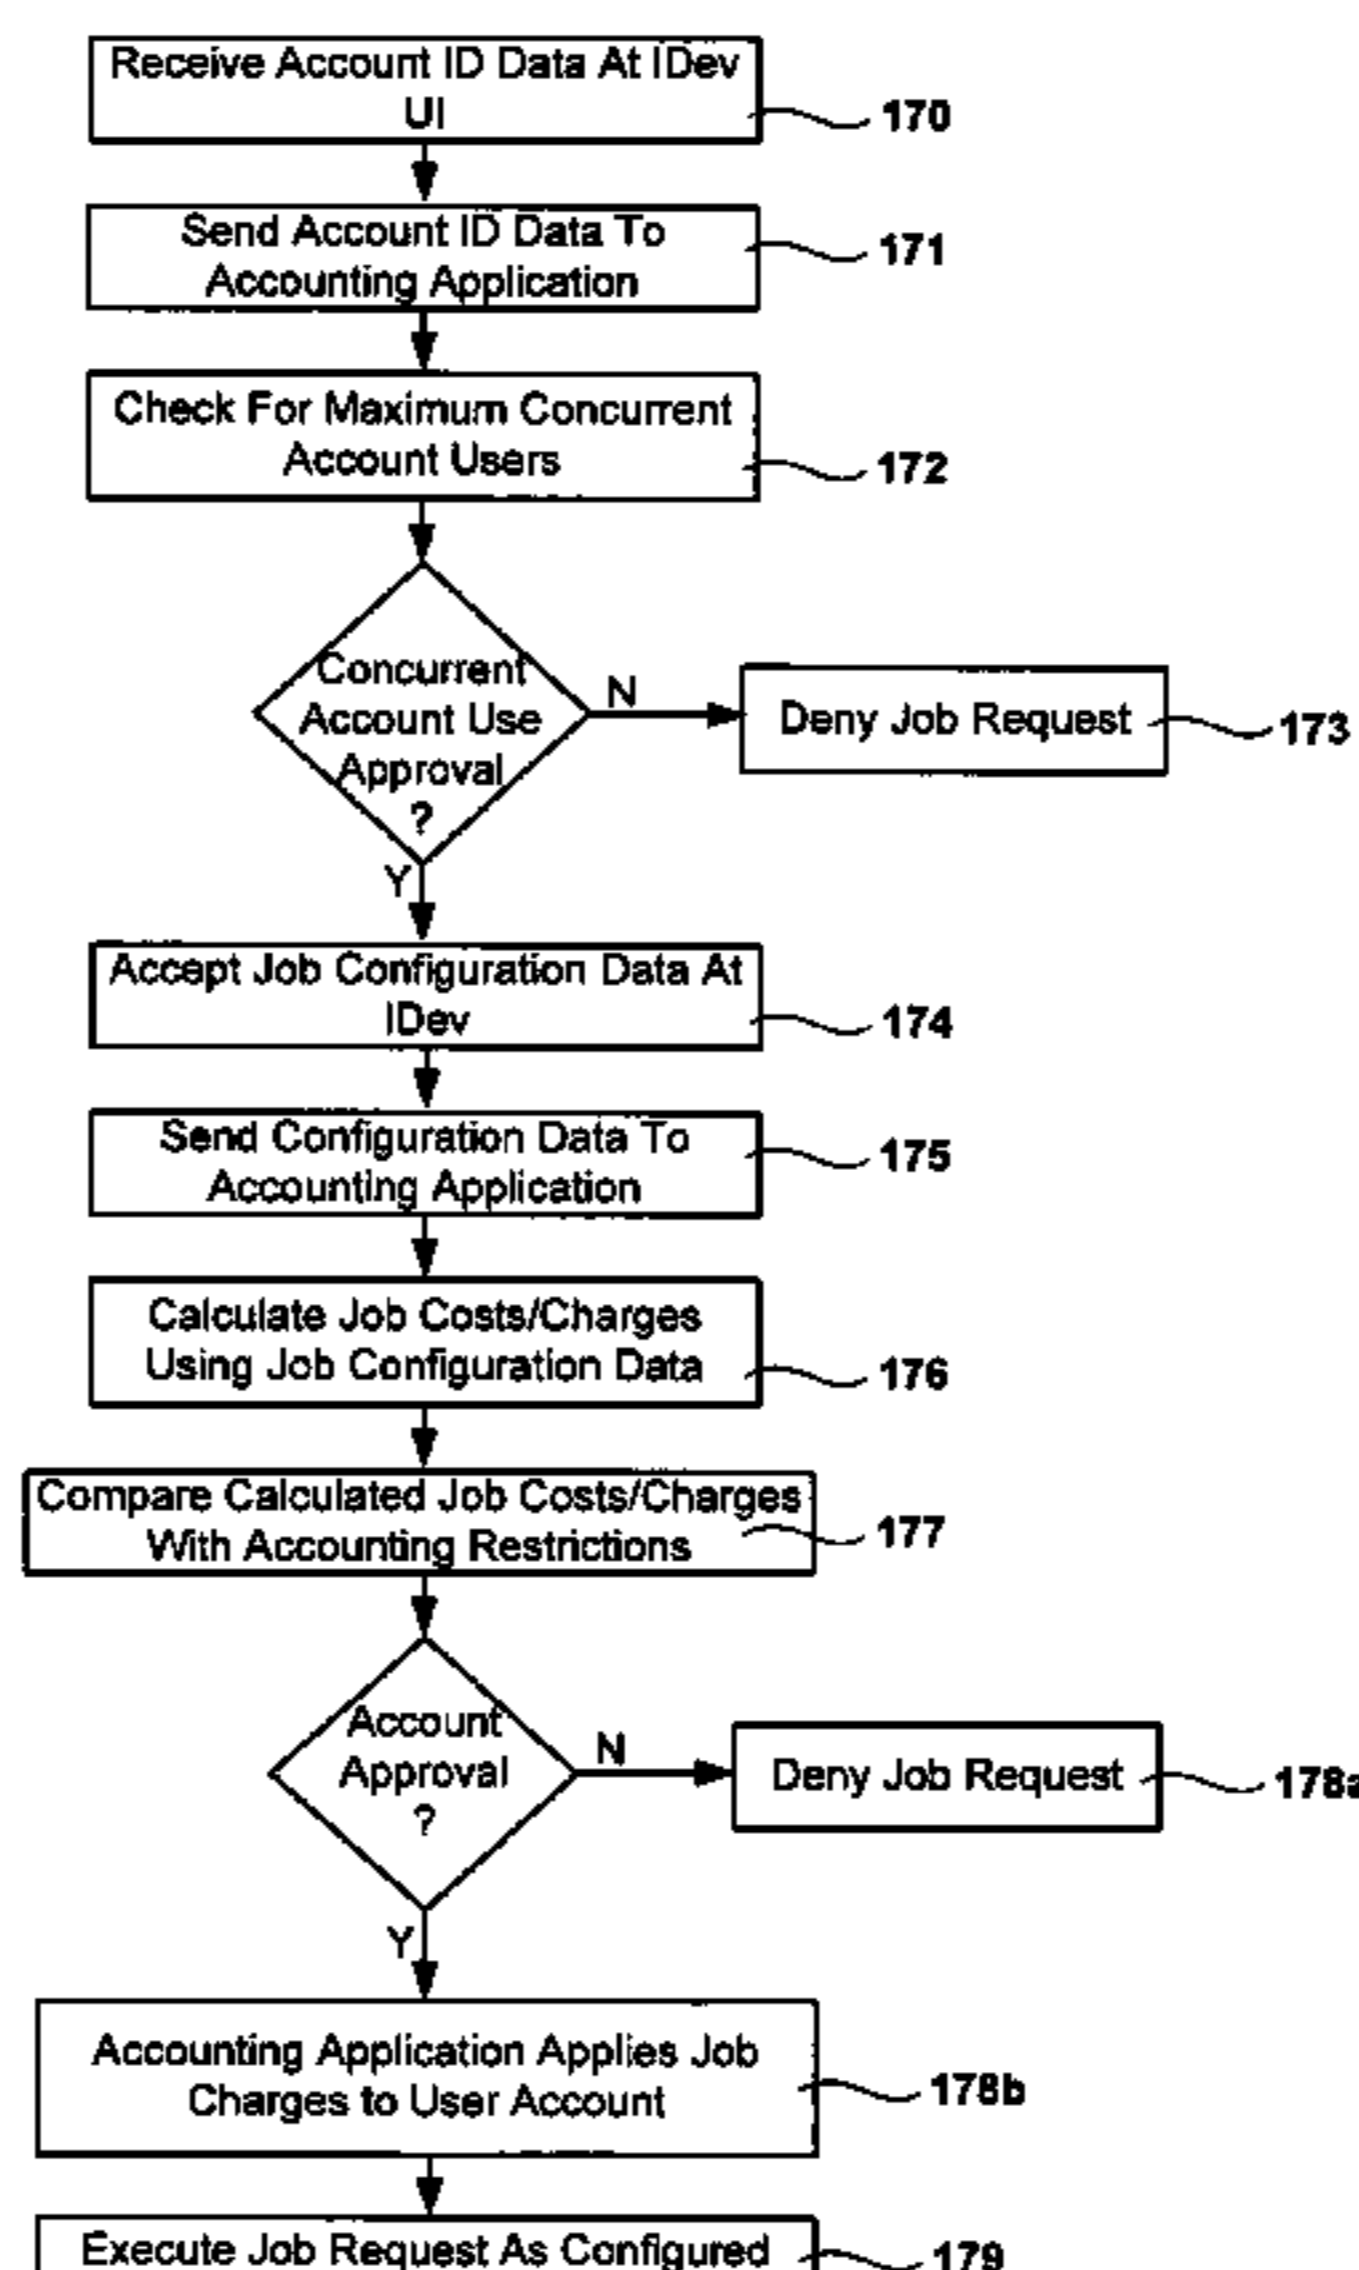 Receive Account ID Data At IDev
UI
170
Send Account ID Data To
Accounting Application
171
Check For Maximum Concurrent
Account Users
172
Concurrent
Account Use
Approval
?
N
Deny Job Request
173
Y
Accept Job Configuration Data At
IDev
174
Send Configuration Data To
Accounting Application
175
Calculate Job Costs/Charges
Using Job Configuration Data
176
Compare Calculated Job Costs/Charges
With Accounting Restrictions
177
Account
Approval
?
N
Deny Job Request
178a
Y
Accounting Application Applies Job
Charges to User Account
178b
Execute Job Request As Configured
179